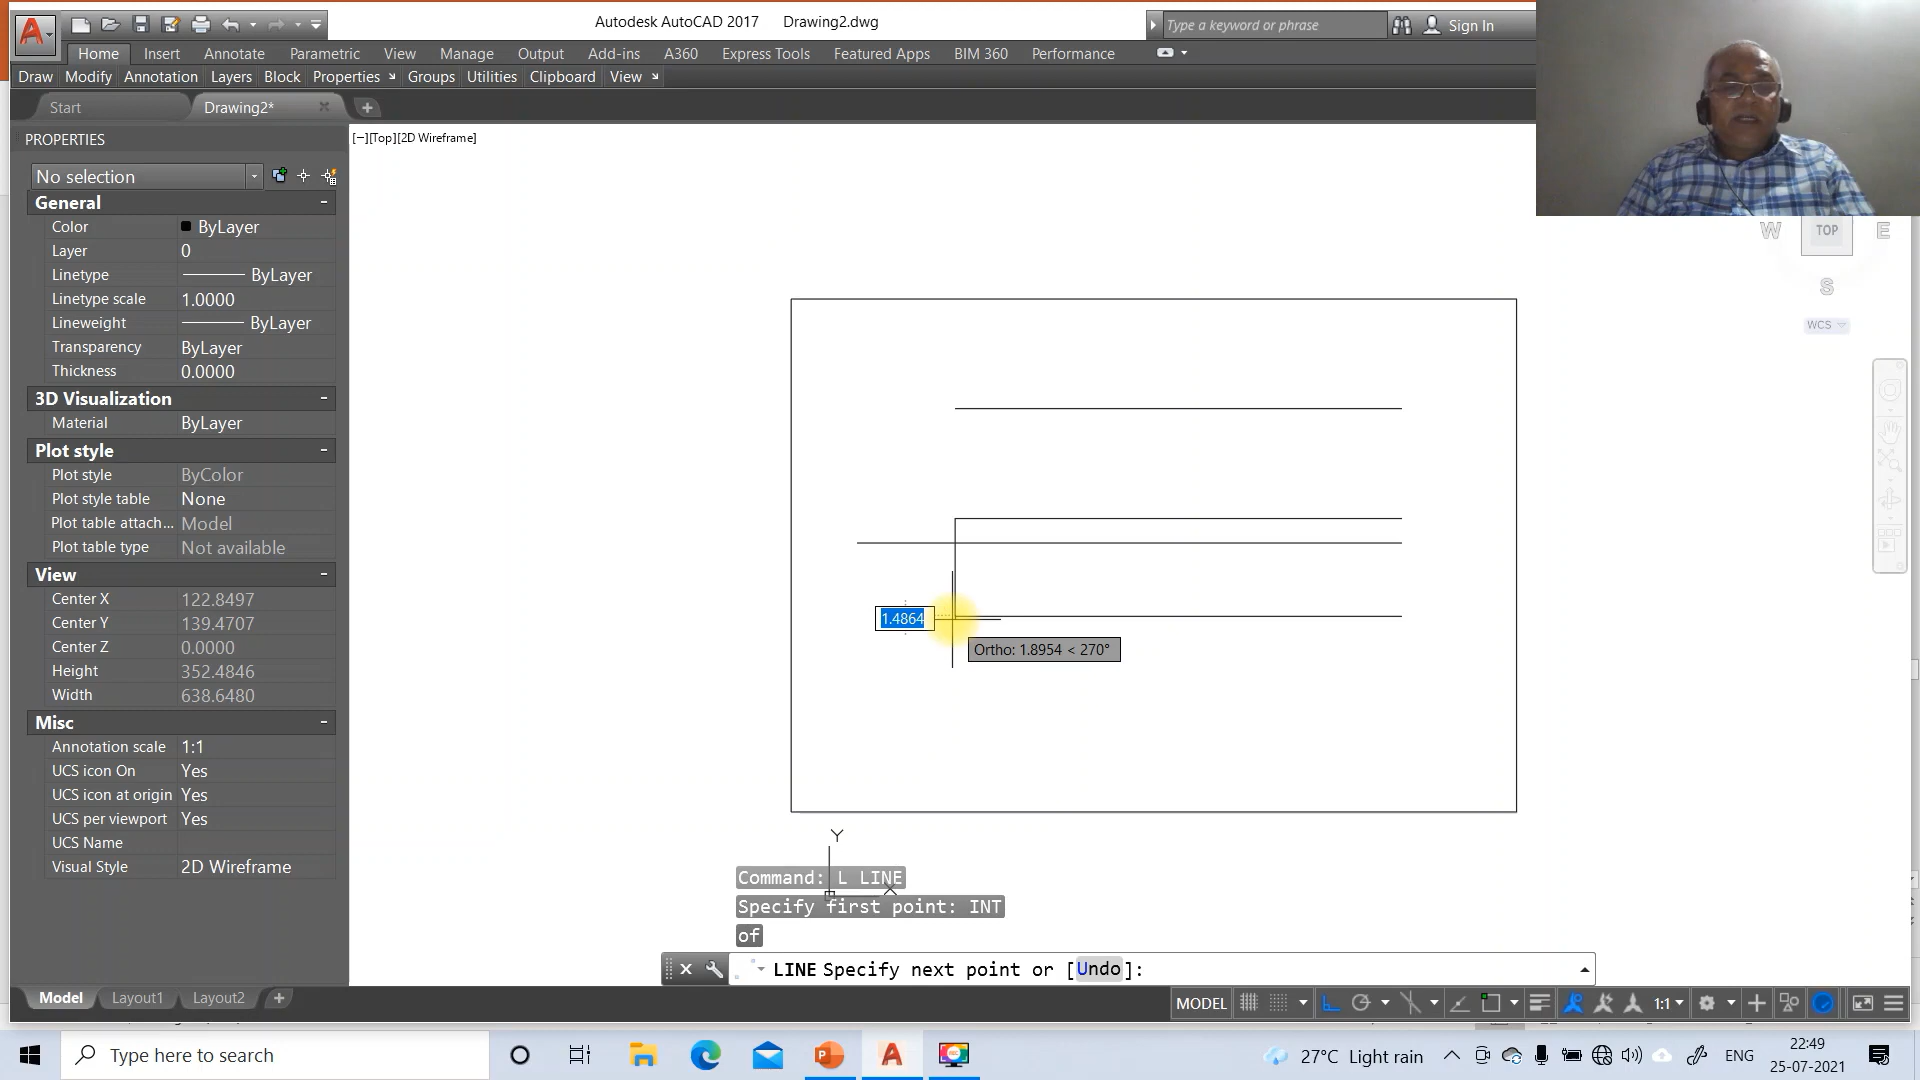 Autodesk AutoCAD 2017 Drawing2.dwg
Type a keyword or phrase
Sign In
Home Insert Annotate Parametric View Manage Output Add-ins A360 Express Tools Featured Apps BIM 360 Performance
Draw Modify Annotation Layers Block Properties Groups Utilities Clipboard View
Start Drawing2*
PROPERTIES
[−][Top][2D Wireframe]
No selection
General
Color ByLayer
Layer 0
Linetype ByLayer
Linetype scale 1.0000
Lineweight ByLayer
Transparency ByLayer
Thickness 0.0000
3D Visualization
Material ByLayer
Plot style
Plot style ByColor
Plot style table None
Plot table attach... Model
Plot table type Not available
View
Center X 122.8497
Center Y 139.4707
Center Z 0.0000
Height 352.4846
Width 638.6480
Misc
Annotation scale 1:1
UCS icon On Yes
UCS icon at origin Yes
UCS per viewport Yes
UCS Name
Visual Style 2D Wireframe
W TOP E
S
WCS
1.4864
Ortho: 1.8954 < 270°
Y
X
Command: L LINE
Specify first point: INT
of
LINE Specify next point or [Undo]:
Model Layout1 Layout2
MODEL 1:1
Type here to search
27°C Light rain
ENG
22:49
25-07-2021